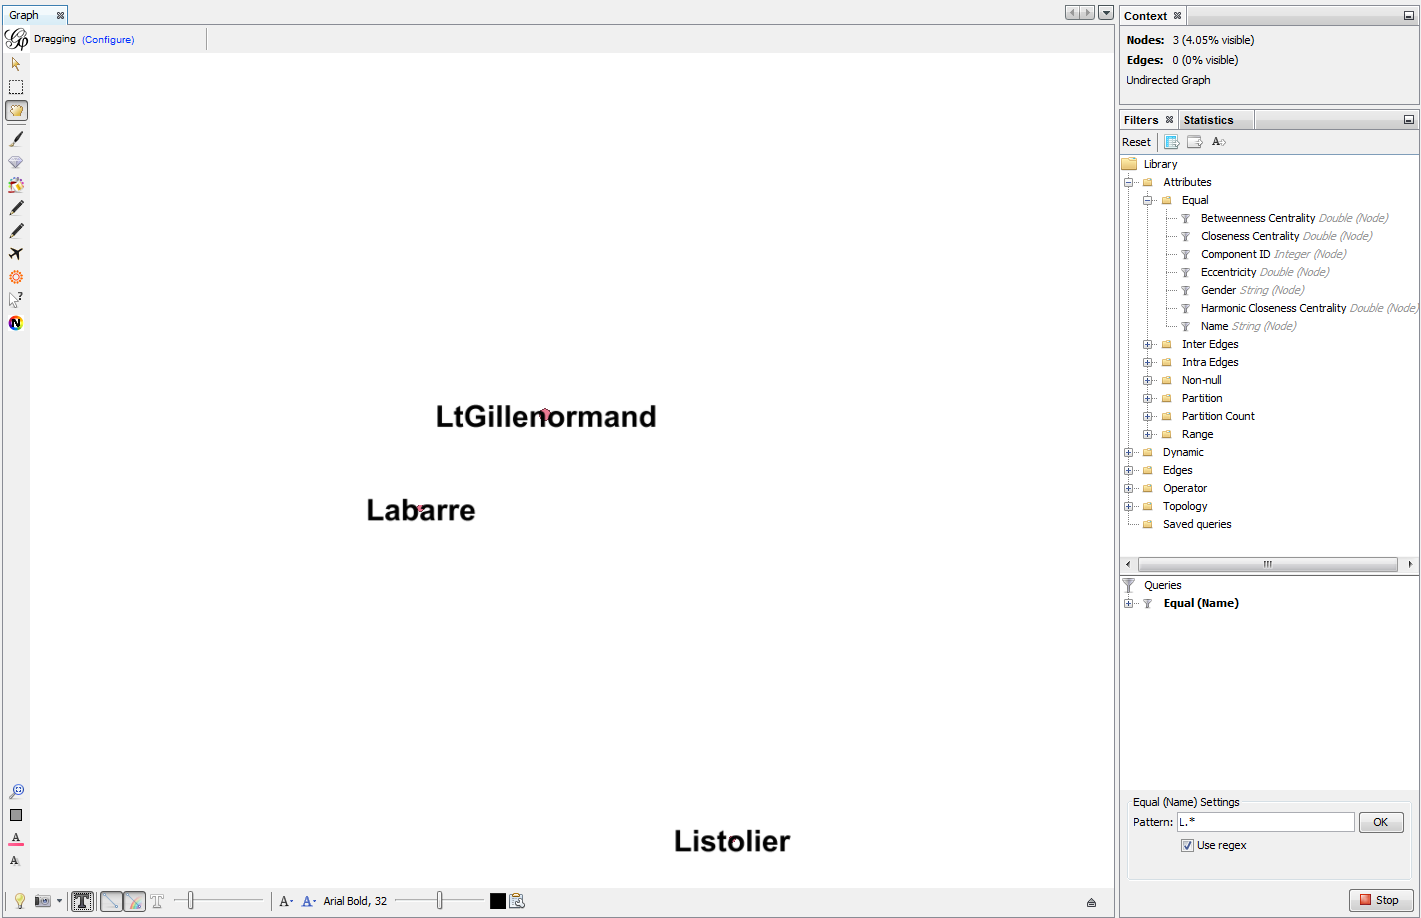 Graph
Dragging (Configure)
LtGillenormand
Labarre
Listolier
Arial Bold, 32
Context
Nodes: 3 (4.05% visible)
Edges: 0 (0% visible)
Undirected Graph
Filters Statistics
Reset
Library
Attributes
Equal
Betweenness Centrality Double (Node)
Closeness Centrality Double (Node)
Component ID Integer (Node)
Eccentricity Double (Node)
Gender String (Node)
Harmonic Closeness Centrality Double (Node)
Name String (Node)
Inter Edges
Intra Edges
Non-null
Partition
Partition Count
Range
Dynamic
Edges
Operator
Topology
Saved queries
Queries
Equal (Name)
Equal (Name) Settings
Pattern: L.* OK
Use regex
Stop